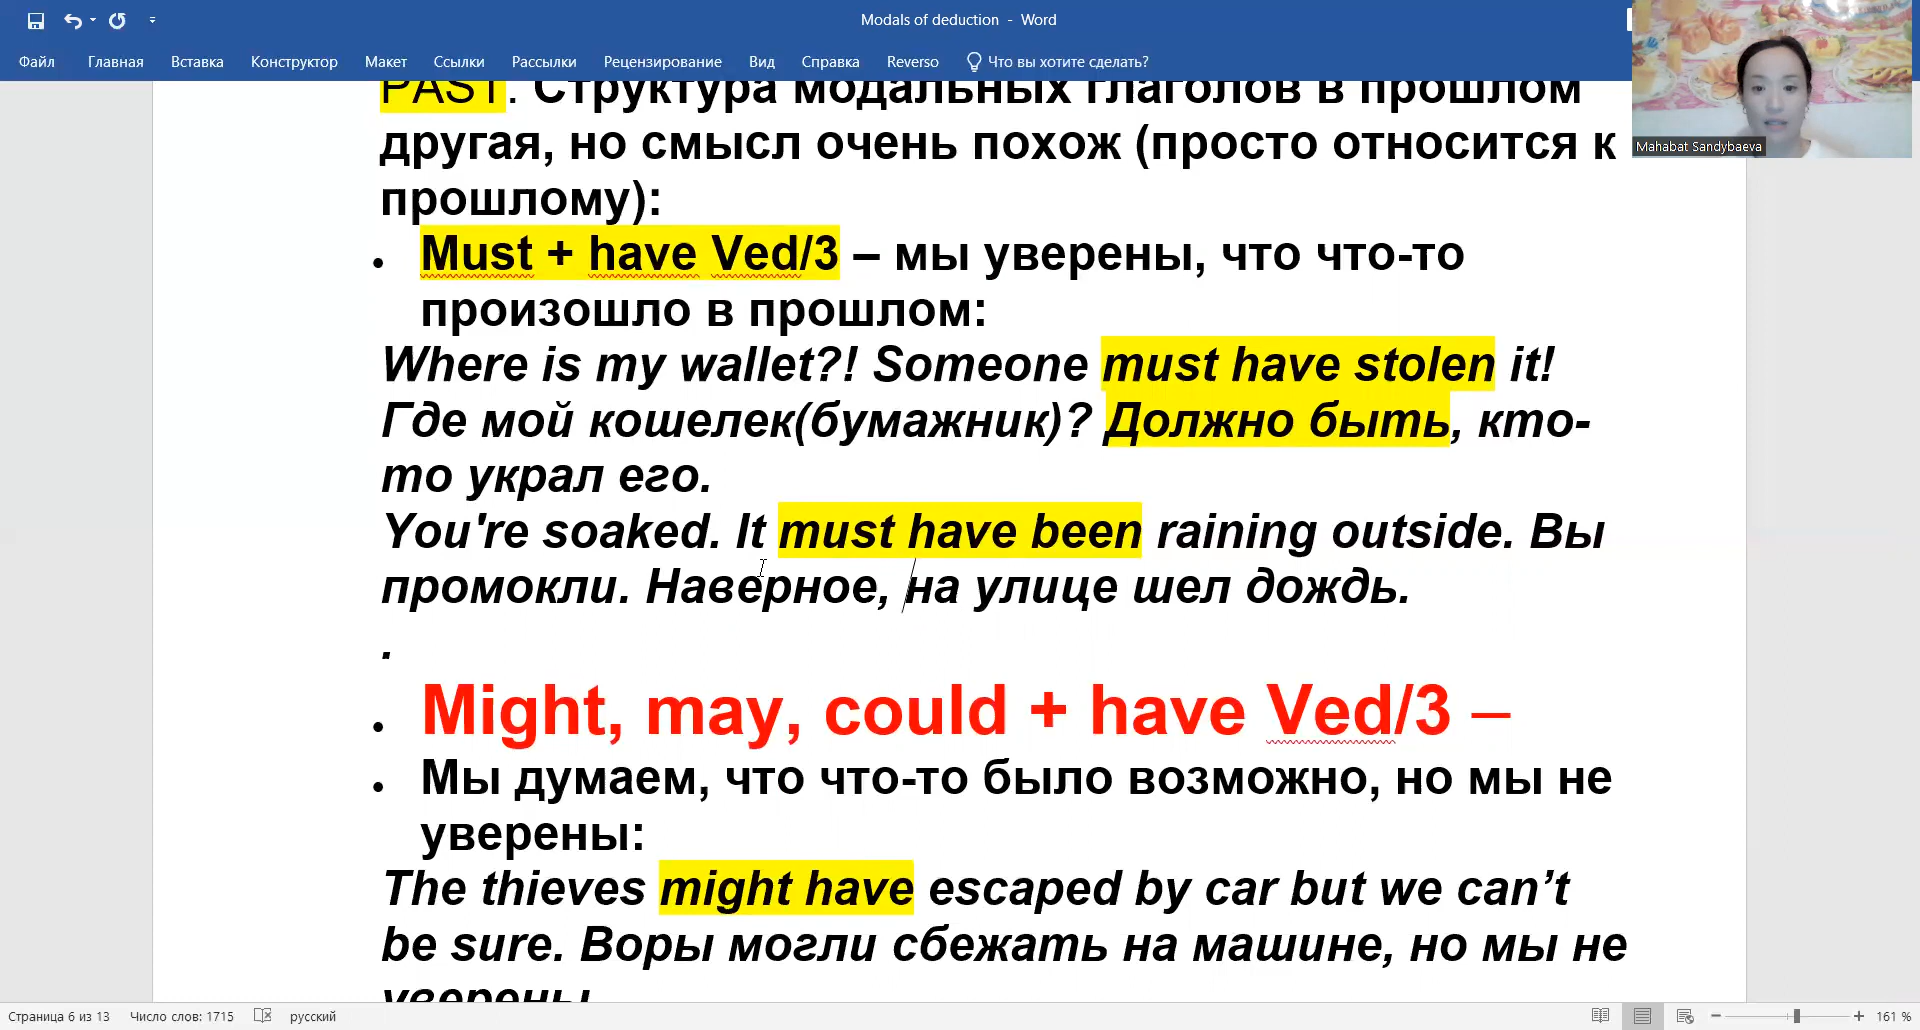 Modals of deduction - Word
Файл Главная Вставка Конструктор Макет Ссылки Рассылки Рецензирование Вид Справка Reverso Что вы хотите сделать?
Mahabat Sandybaeva
PAST. Структура модальных глаголов в прошлом
другая, но смысл очень похож (просто относится к
прошлому):
• Must + have Ved/3 – мы уверены, что что-то
произошло в прошлом:
Where is my wallet?! Someone must have stolen it!
Где мой кошелек(бумажник)? Должно быть, кто-
то украл его.
You're soaked. It must have been raining outside. Вы
промокли. Наверное, на улице шел дождь.
.
• Might, may, could + have Ved/3 –
• Мы думаем, что что-то было возможно, но мы не
уверены:
The thieves might have escaped by car but we can’t
be sure. Воры могли сбежать на машине, но мы не
уверены
Страница 6 из 13 Число слов: 1715 русский 161 %